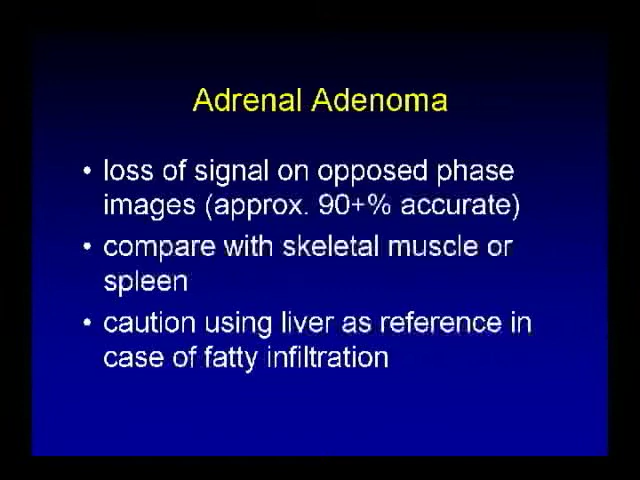 Adrenal Adenoma
• loss of signal on opposed phase
images (approx. 90+% accurate)
• compare with skeletal muscle or
spleen
• caution using liver as reference in
case of fatty infiltration